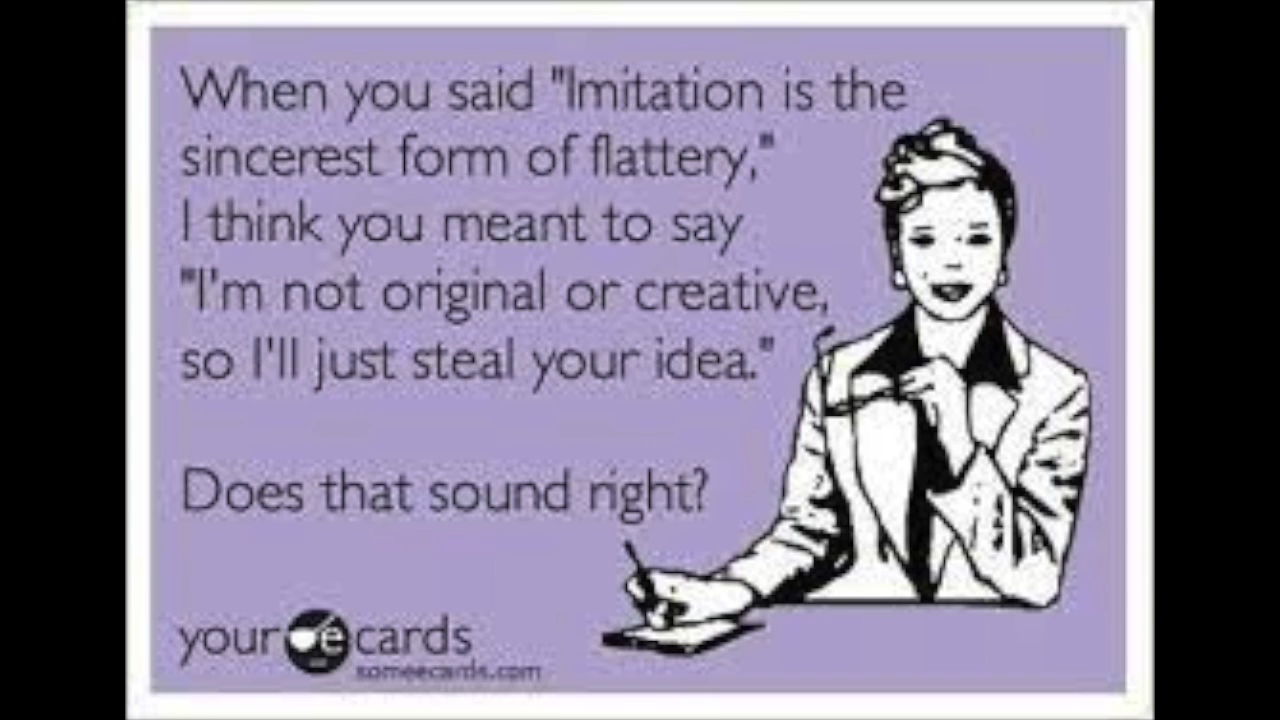 When you said "Imitation is the
sincerest form of flattery,"
I think you meant to say
"I'm not original or creative,
so I'll just steal your idea."
Does that sound right?
your e cards
someecards.com